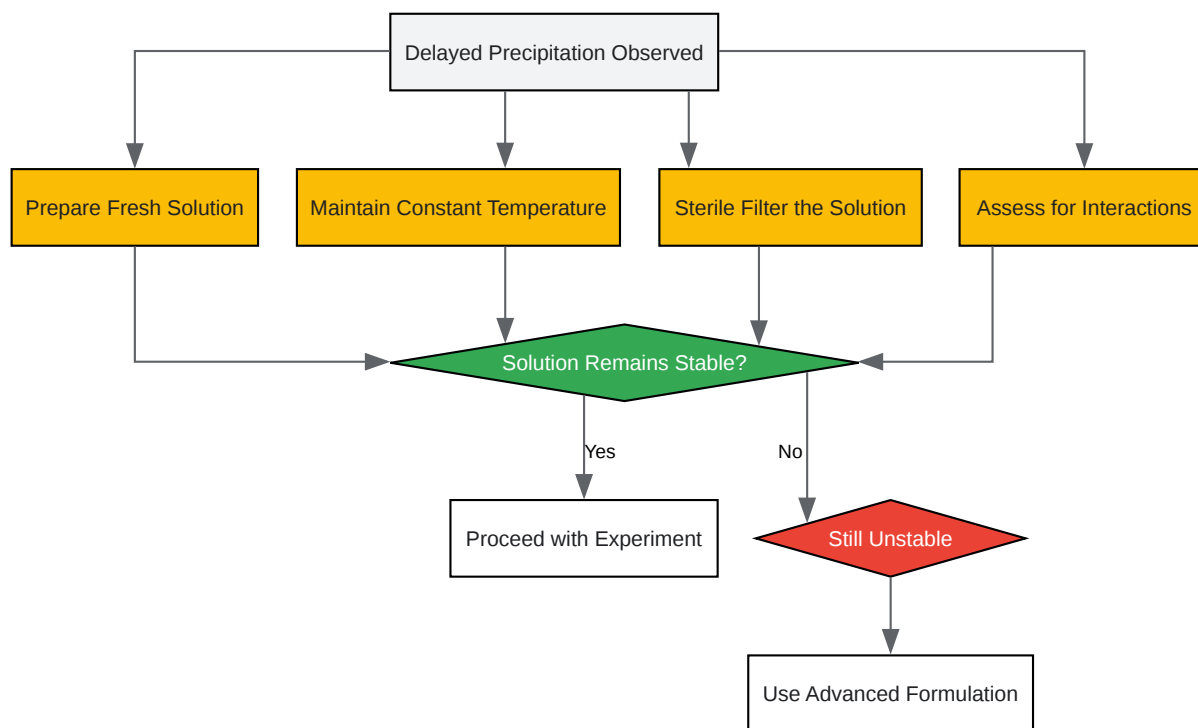 Delayed Precipitation Observed
Prepare Fresh Solution
Maintain Constant Temperature
Sterile Filter the Solution
Assess for Interactions
Solution Remains Stable?
Yes
No
Proceed with Experiment
Still Unstable
Use Advanced Formulation